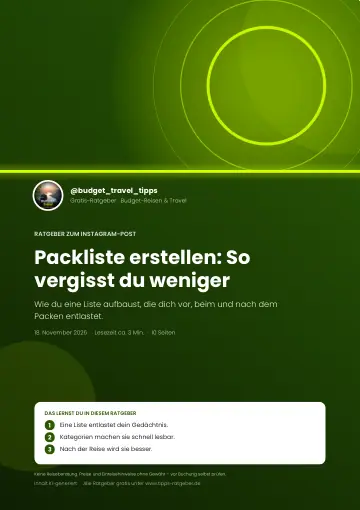 @budget_travel_tipps
Gratis-Ratgeber · Budget-Reisen & Travel
RATGEBER ZUM INSTAGRAM-POST
Packliste erstellen: So
vergisst du weniger
Wie du eine Liste aufbaust, die dich vor, beim und nach dem
Packen entlastet.
18. November 2025 · Lesezeit ca. 3 Min. · 10 Seiten
DAS LERNST DU IN DIESEM RATGEBER
1 Eine Liste entlastet dein Gedächtnis.
2 Kategorien machen sie schnell lesbar.
3 Nach der Reise wird sie besser.
Keine Reiseberatung. Preise und Einreisehinweise ohne Gewähr – vor Buchung selbst prüfen.
Inhalt KI-generiert · Alle Ratgeber gratis unter www.tipps-ratgeber.de